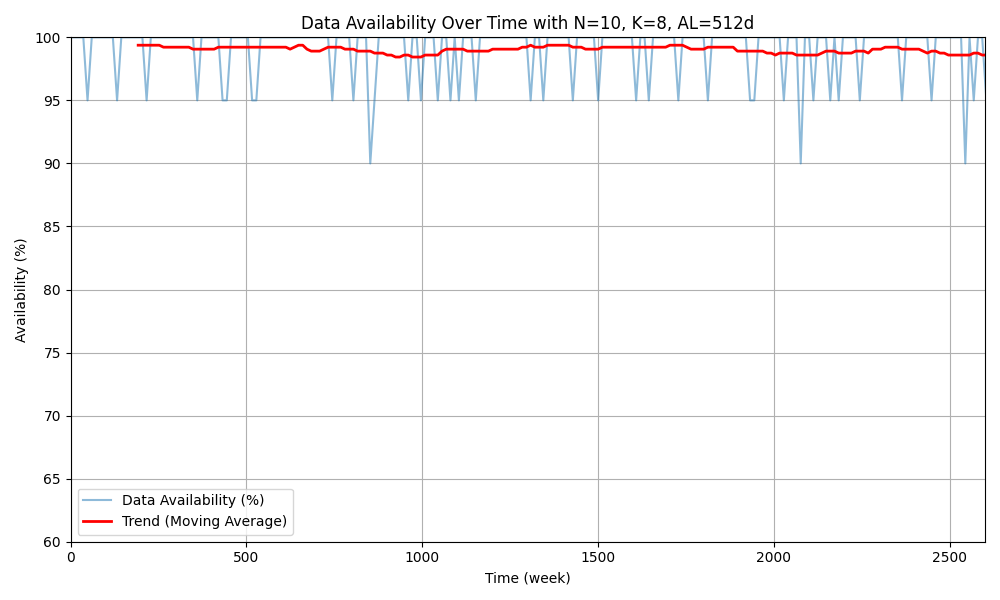 Data Availability Over Time with N=10, K=8, AL=512d
Availability (%)
100
95
90
85
80
75
70
65
60
Data Availability (%)
Trend (Moving Average)
0 500 1000 1500 2000 2500
Time (week)